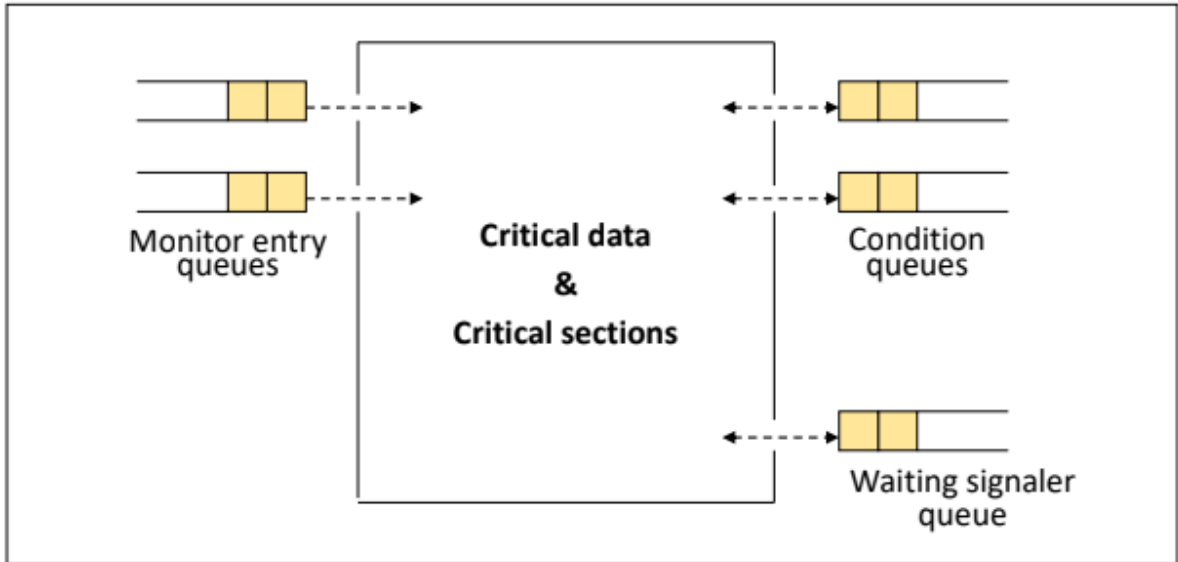 Monitor entry
queues
Critical data
&
Critical sections
Condition
queues
Waiting signaler
queue